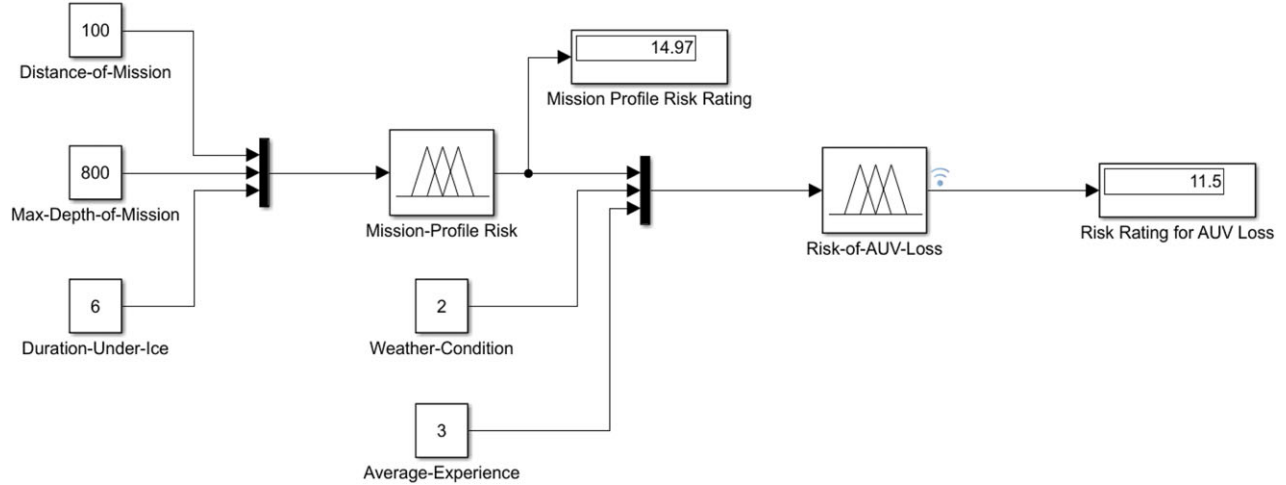 100
Distance-of-Mission
14.97
Mission Profile Risk Rating
800
Max-Depth-of-Mission
Mission-Profile Risk
11.5
Risk Rating for AUV Loss
Risk-of-AUV-Loss
6
Duration-Under-Ice
2
Weather-Condition
3
Average-Experience